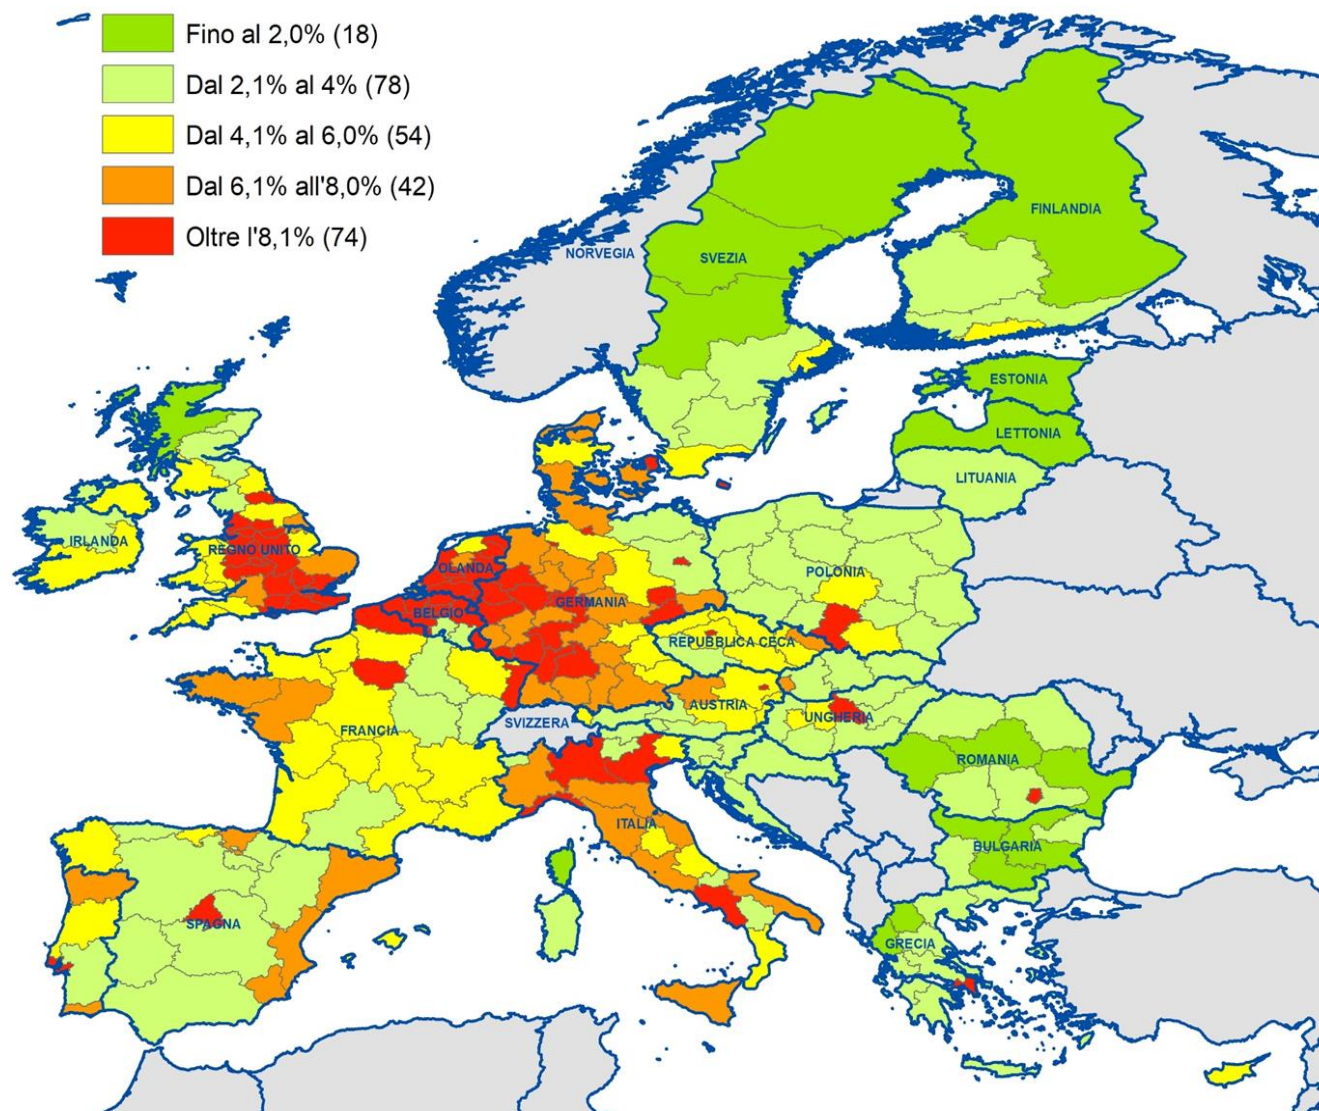 Fino al 2,0% (18)
Dal 2,1% al 4% (78)
Dal 4,1% al 6,0% (54)
Dal 6,1% all'8,0% (42)
Oltre l'8,1% (74)
FINLANDIA
NORVEGIA
SVEZIA
ESTONIA
LETTONIA
LITUANIA
IRLANDA
REGNO UNITO
OLANDA
POLONIA
GERMANIA
BELGIO
REPUBBLICA CECA
AUSTRIA
UNGHERIA
SVIZZERA
FRANCIA
ROMANIA
ITALIA
BULGARIA
SPAGNA
GRECIA